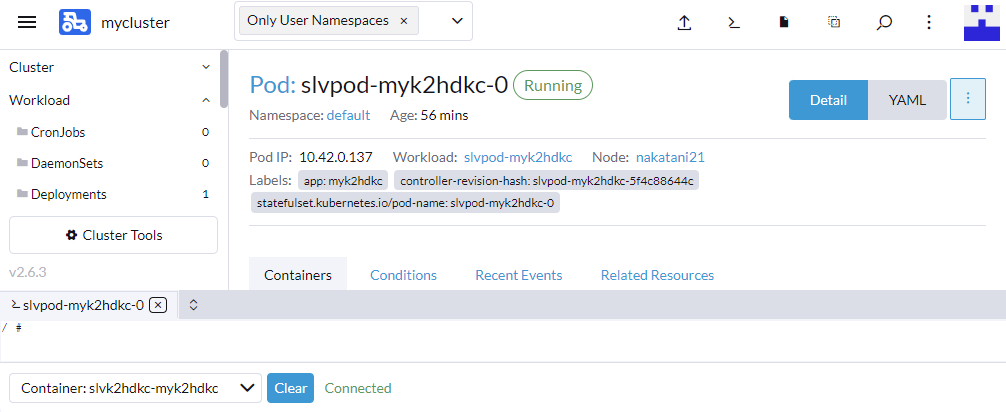 mycluster
Only User Namespaces ×
Cluster
Workload
CronJobs 0
DaemonSets 0
Deployments 1
Cluster Tools
v2.6.3
Pod: slvpod-myk2hdkc-0 Running
Namespace: default Age: 56 mins
Detail YAML
Pod IP: 10.42.0.137 Workload: slvpod-myk2hdkc Node: nakatani21
Labels: app: myk2hdkc controller-revision-hash: slvpod-myk2hdkc-5f4c88644c
statefulset.kubernetes.io/pod-name: slvpod-myk2hdkc-0
Containers Conditions Recent Events Related Resources
slvpod-myk2hdkc-0
/ #
Container: slvk2hdkc-myk2hdkc Clear Connected